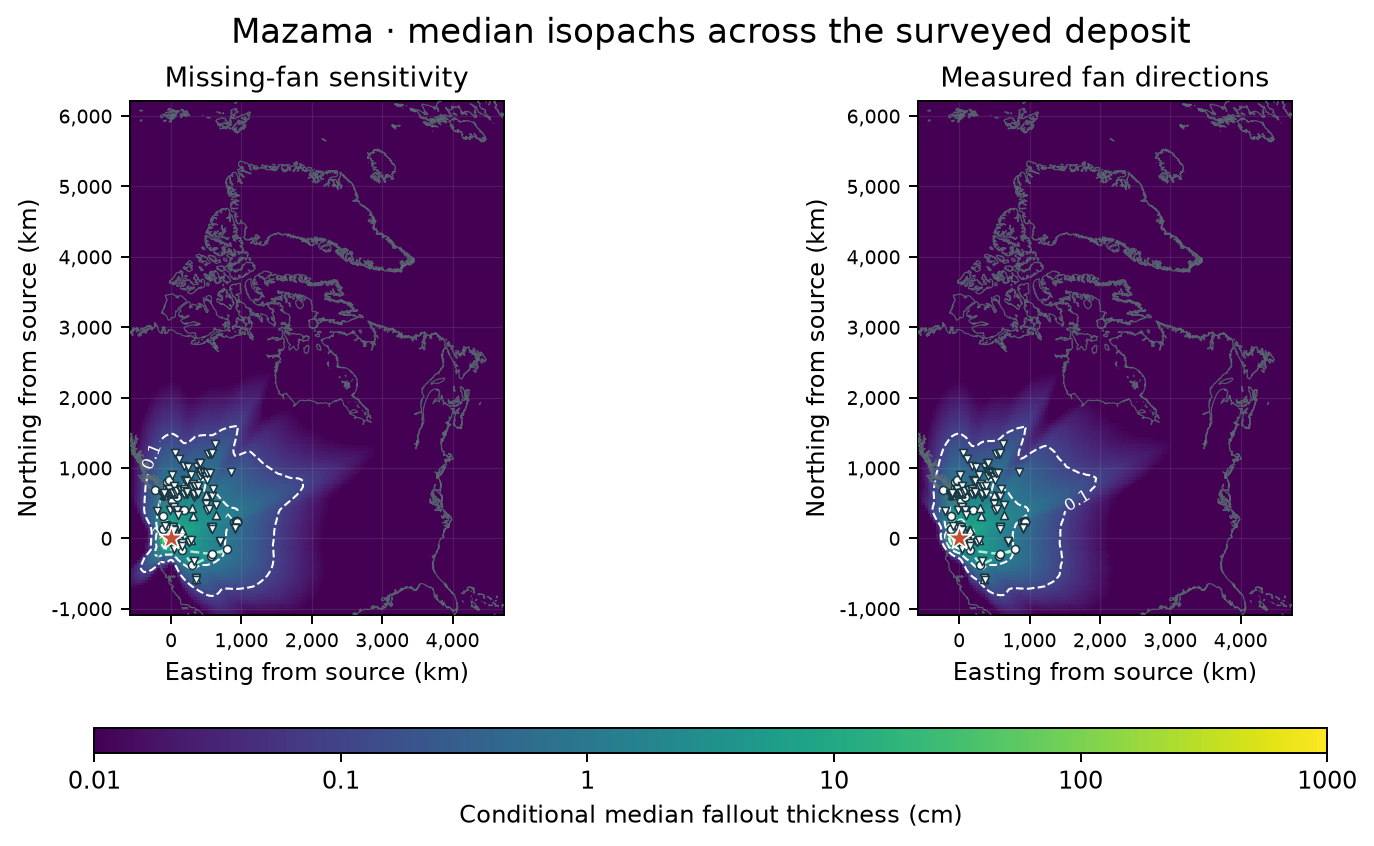 Mazama · median isopachs across the surveyed deposit
Missing-fan sensitivity
Measured fan directions
Northing from source (km)
6,000
5,000
4,000
3,000
2,000
1,000
0
-1,000
0.1
0 1,000 2,000 3,000 4,000
Easting from source (km)
Northing from source (km)
6,000
5,000
4,000
3,000
2,000
1,000
0
-1,000
0.1
0 1,000 2,000 3,000 4,000
Easting from source (km)
0.01 0.1 1 10 100 1000
Conditional median fallout thickness (cm)